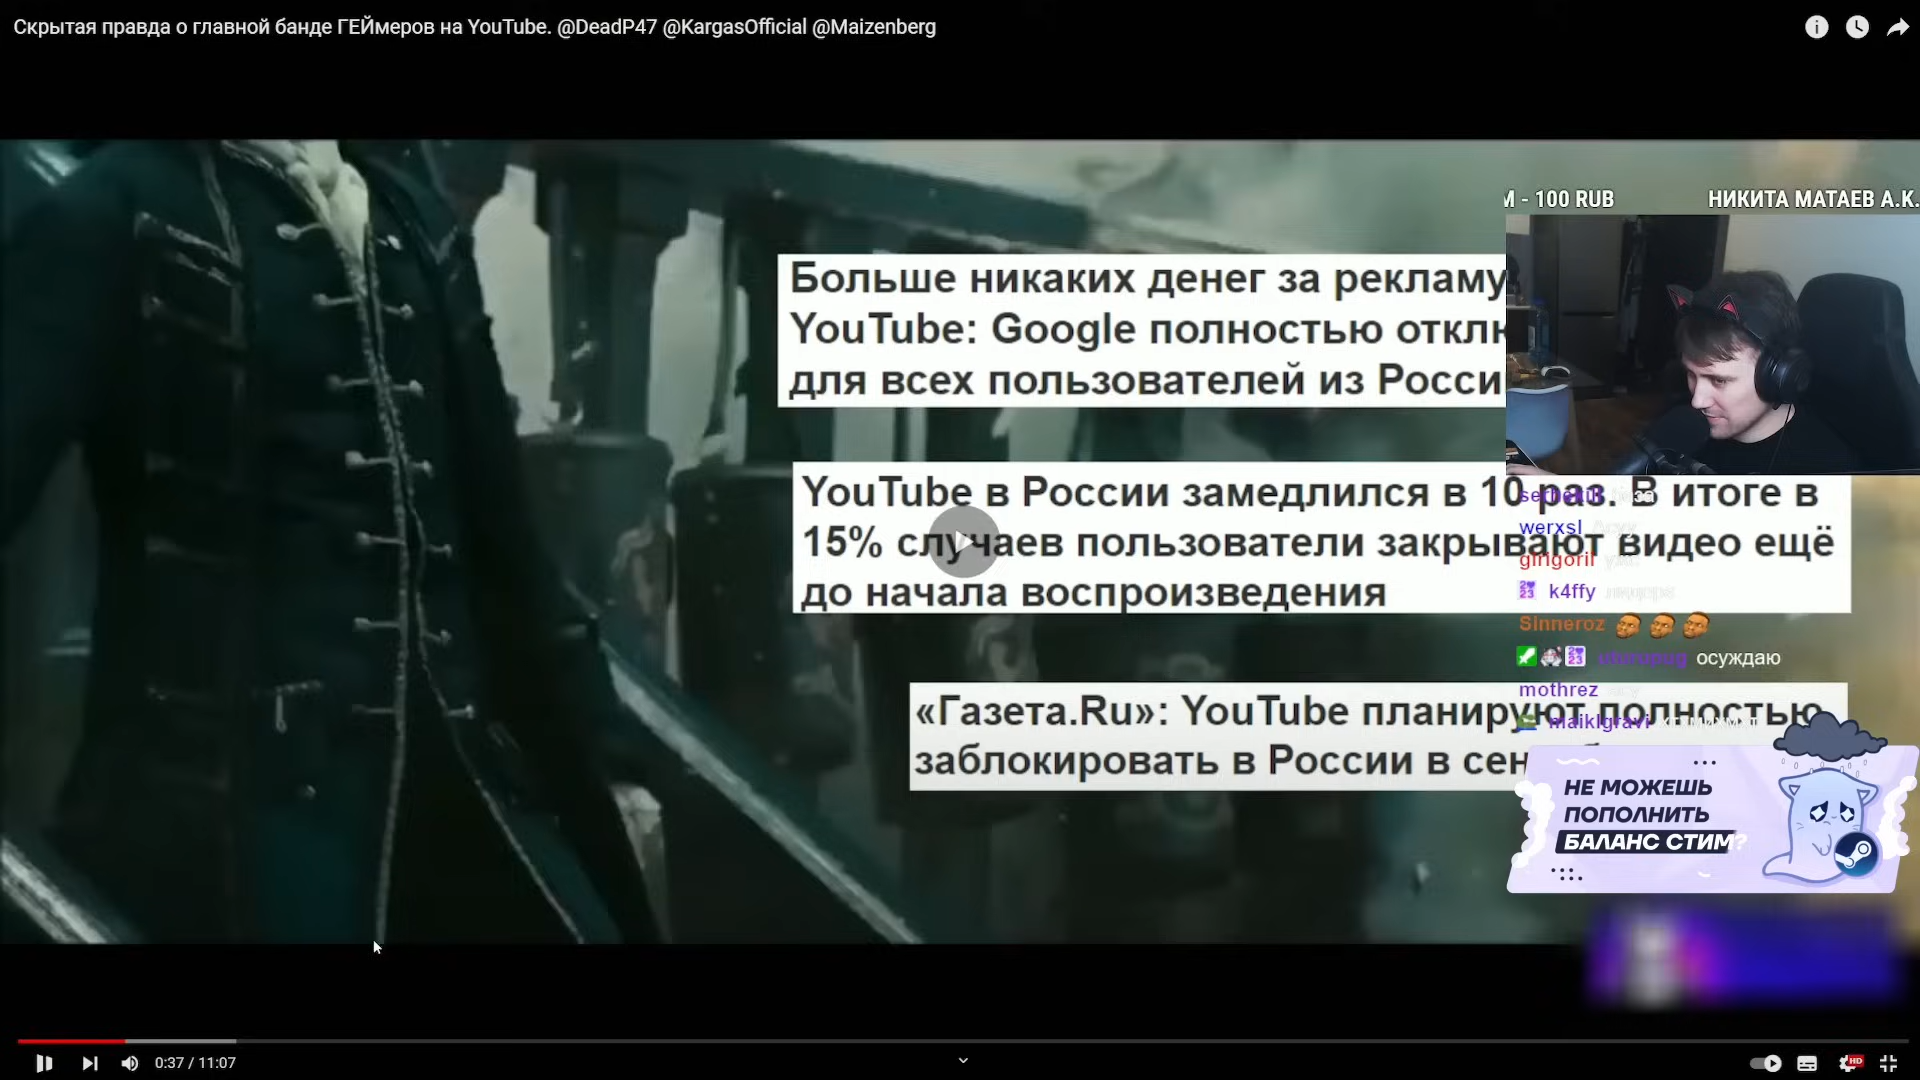 Скрытая правда о главной банде ГЕЙмеров на YouTube. @DeadP47 @KargasOfficial @Maizenberg
М - 100 RUB НИКИТА МАТАЕВ А.К.
Больше никаких денег за рекламу
YouTube: Google полностью откл
для всех пользователей из Росси
YouTube в России замедлился в 10 раз. В итоге в
15% случаев пользователи закрывают видео ещё
до начала воспроизведения
«Газета.Ru»: YouTube планируют полностью
заблокировать в России в сен
werxsl
girigoril
k4ffy
Sinneroz
осуждаю
mothrez
maiklgravi
НЕ МОЖЕШЬ
ПОПОЛНИТЬ
БАЛАНС СТИМ?
0:37 / 11:07
HD